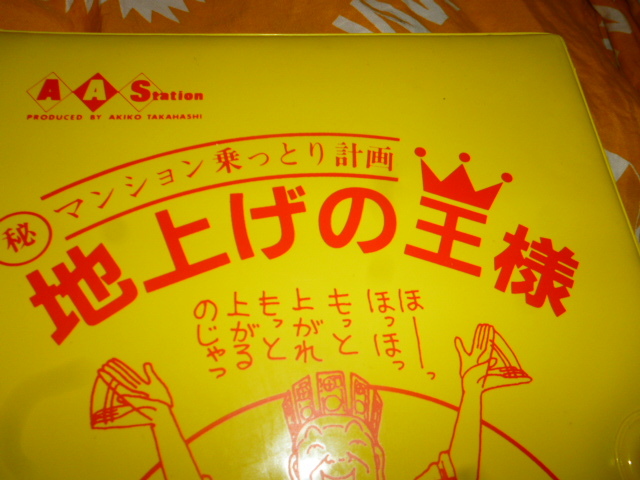 AAStation
PRODUCED BY AKIKO TAKAHASHI
㊙マンション乗っとり計画
地上げの王様
ほーーっ
ほっほっ
もっと
上がれ
もっと
上がる
のじゃっ